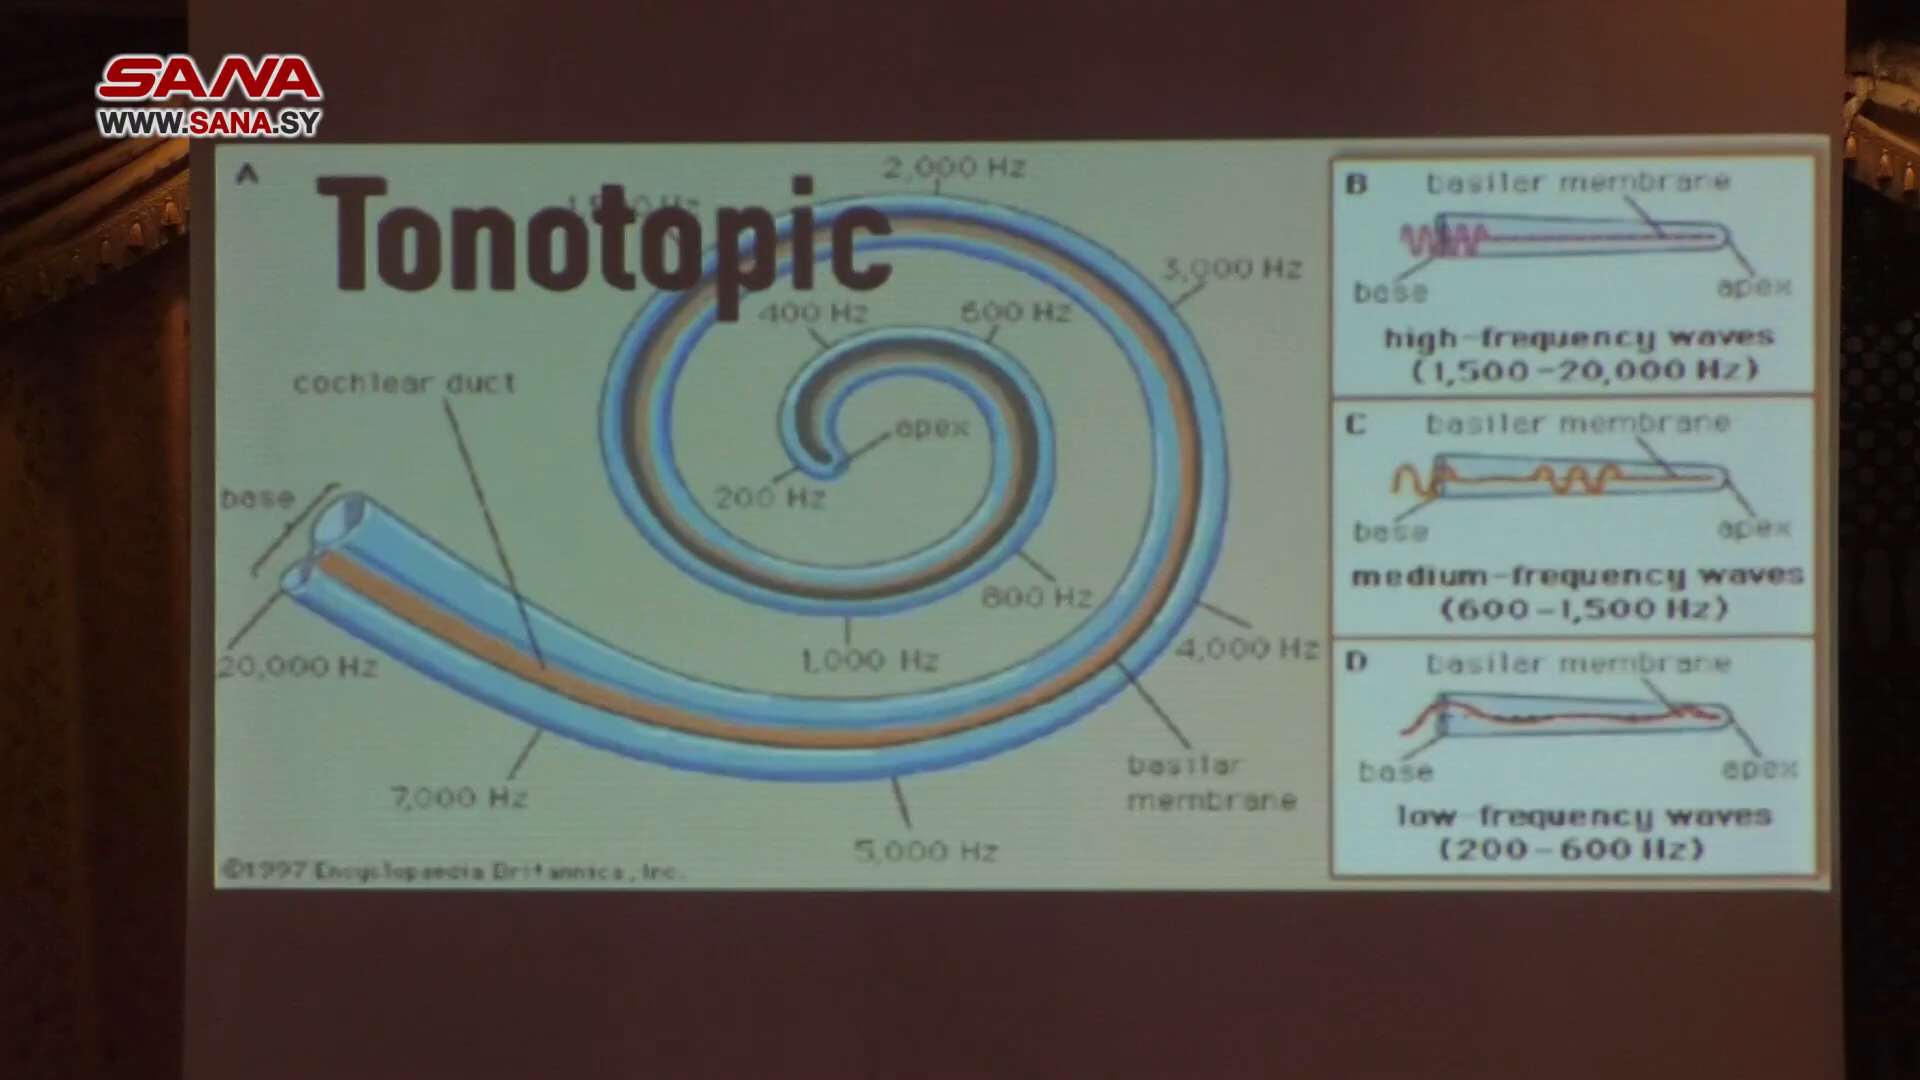 SANA
WWW.SANA.SY
A
Tonotopic
2,000 Hz
3,000 Hz
400 Hz
600 Hz
cochlear duct
apex
base
200 Hz
800 Hz
20,000 Hz
1,000 Hz
4,000 Hz
7,000 Hz
basilar
membrane
5,000 Hz
©1997 Encyclopaedia Britannica, Inc.
B
basilar membrane
base
apex
high-frequency waves
(1,500-20,000 Hz)
C
basilar membrane
base
apex
medium-frequency waves
(600-1,500 Hz)
D
basilar membrane
base
apex
low-frequency waves
(200-600 Hz)